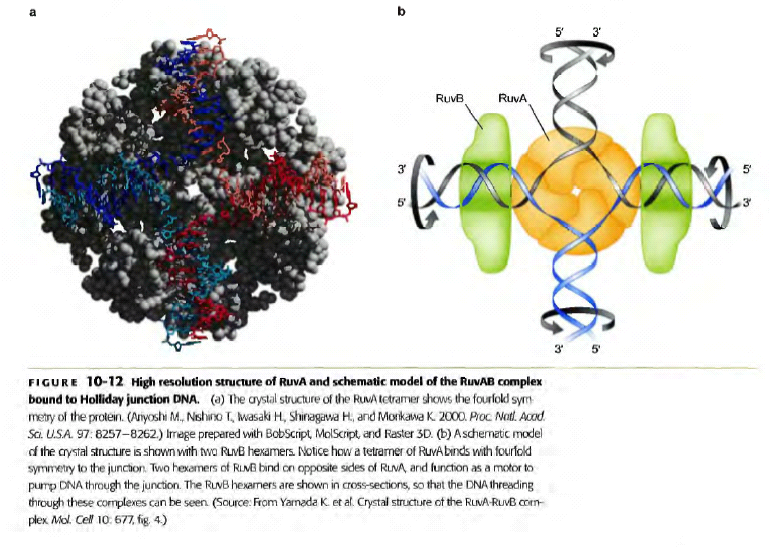 a
b
5' 3'
RuvB RuvA
3' 5'
5' 3'
3' 5'
FIGURE 10-12 High resolution structure of RuvA and schematic model of the RuvAB complex
bound to Holliday junction DNA. (a) The crystal structure of the RuvA tetramer shows the fourfold sym-
metry of the protein. (Ariyoshi M., Nishino T., Iwasaki H., Shinagawa H., and Morikawa K. 2000. Proc. Natl. Acad.
Sci. U.S.A. 97: 8257–8262.) Image prepared with BobScript, MolScript, and Raster 3D. (b) A schematic model
of the crystal structure is shown with two RuvB hexamers. Notice how a tetramer of RuvA binds with fourfold
symmetry to the junction. Two hexamers of RuvB bind on opposite sides of RuvA, and function as a motor to
pump DNA through the junction. The RuvB hexamers are shown in cross-sections, so that the DNA threading
through these complexes can be seen. (Source: From Yamada K. et al. Crystal structure of the RuvA-RuvB com-
plex. Mol. Cell 10: 677, fig. 4.)